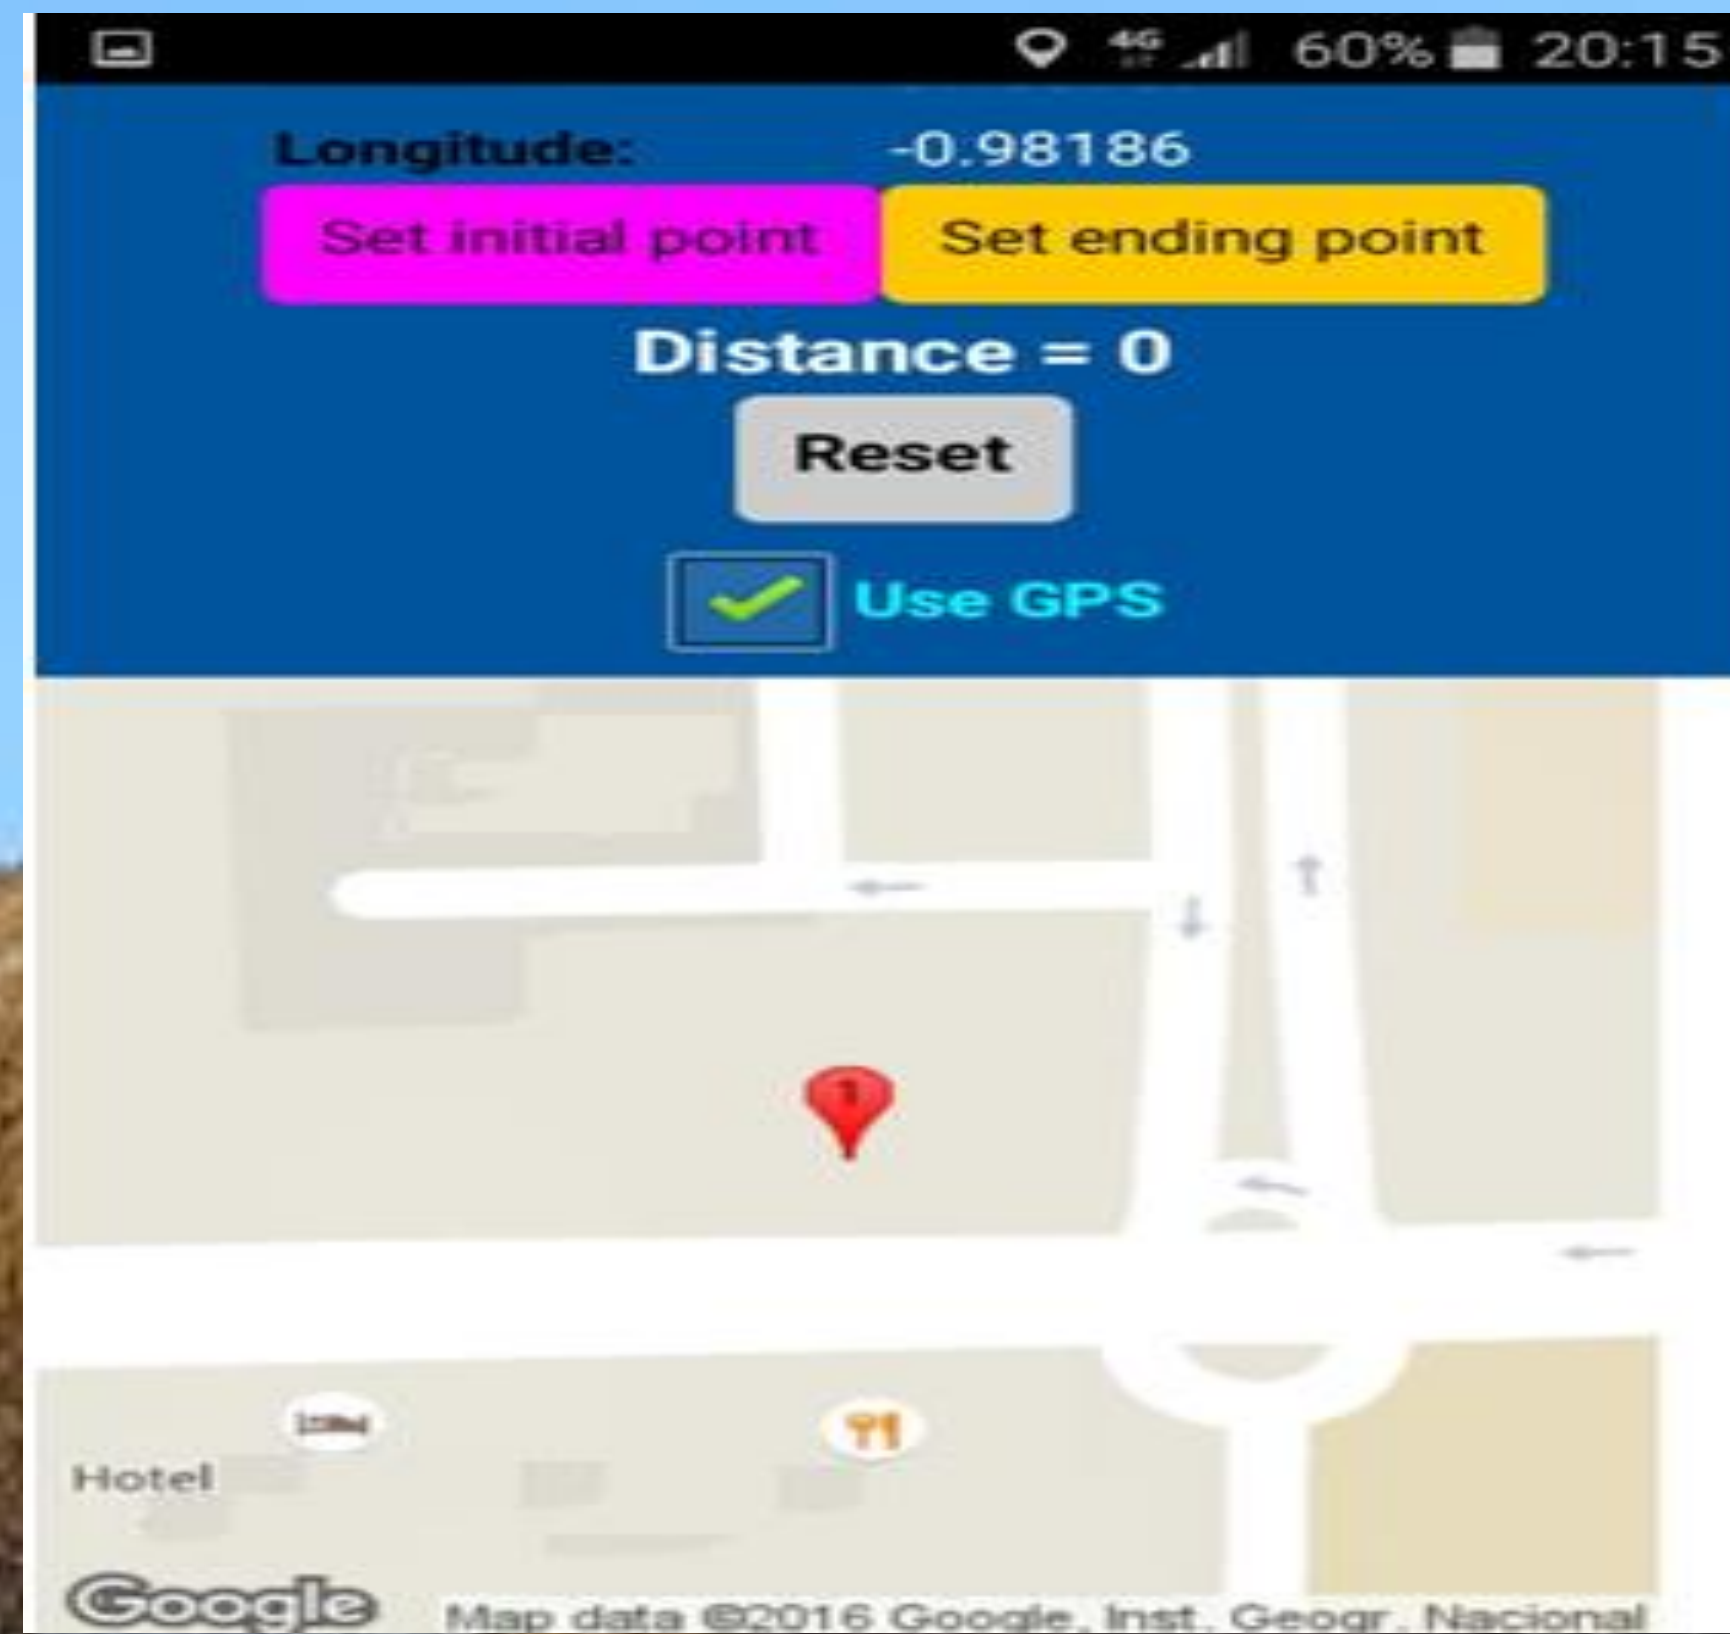 4G 60% 20:15
Longitude: -0.98186
Set initial point Set ending point
Distance = 0
Reset
Use GPS
1
Hotel
Google Map data ©2016 Google, Inst. Geogr. Nacional